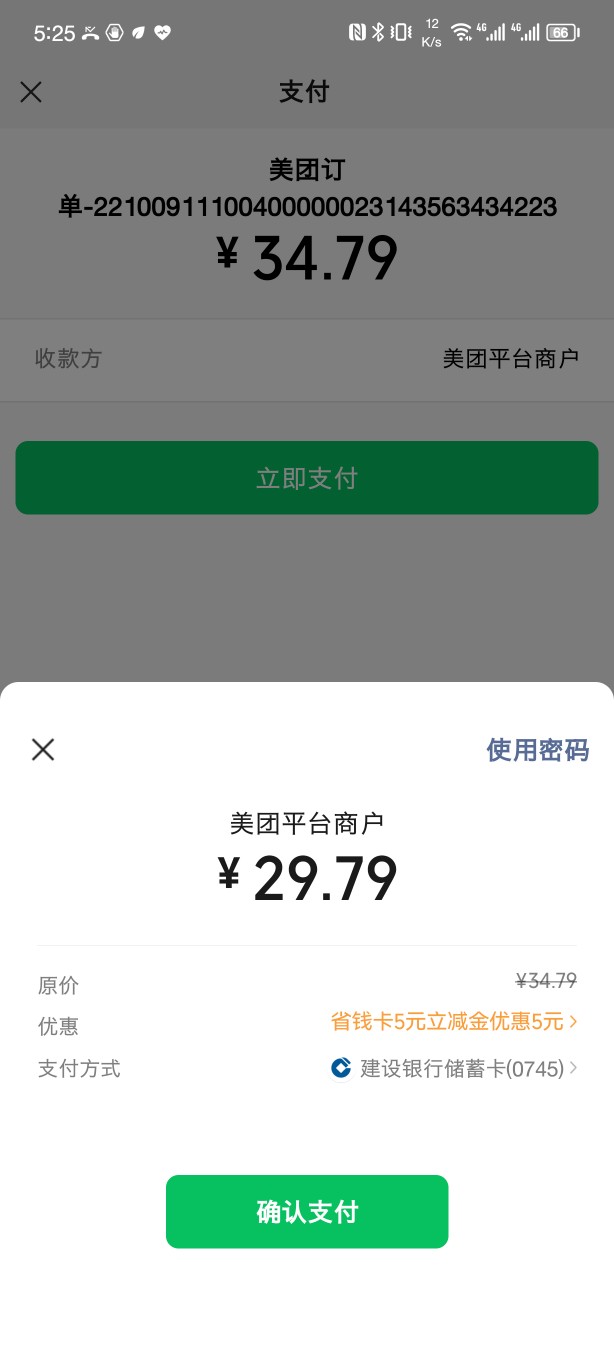 5:25
12
K/s
4G
4G
66
支付
美团订
单-22100911100400000023143563434223
¥34.79
收款方
美团平台商户
立即支付
使用密码
美团平台商户
¥29.79
原价
¥34.79
优惠
省钱卡5元立减金优惠5元
支付方式
建设银行储蓄卡(0745)
确认支付